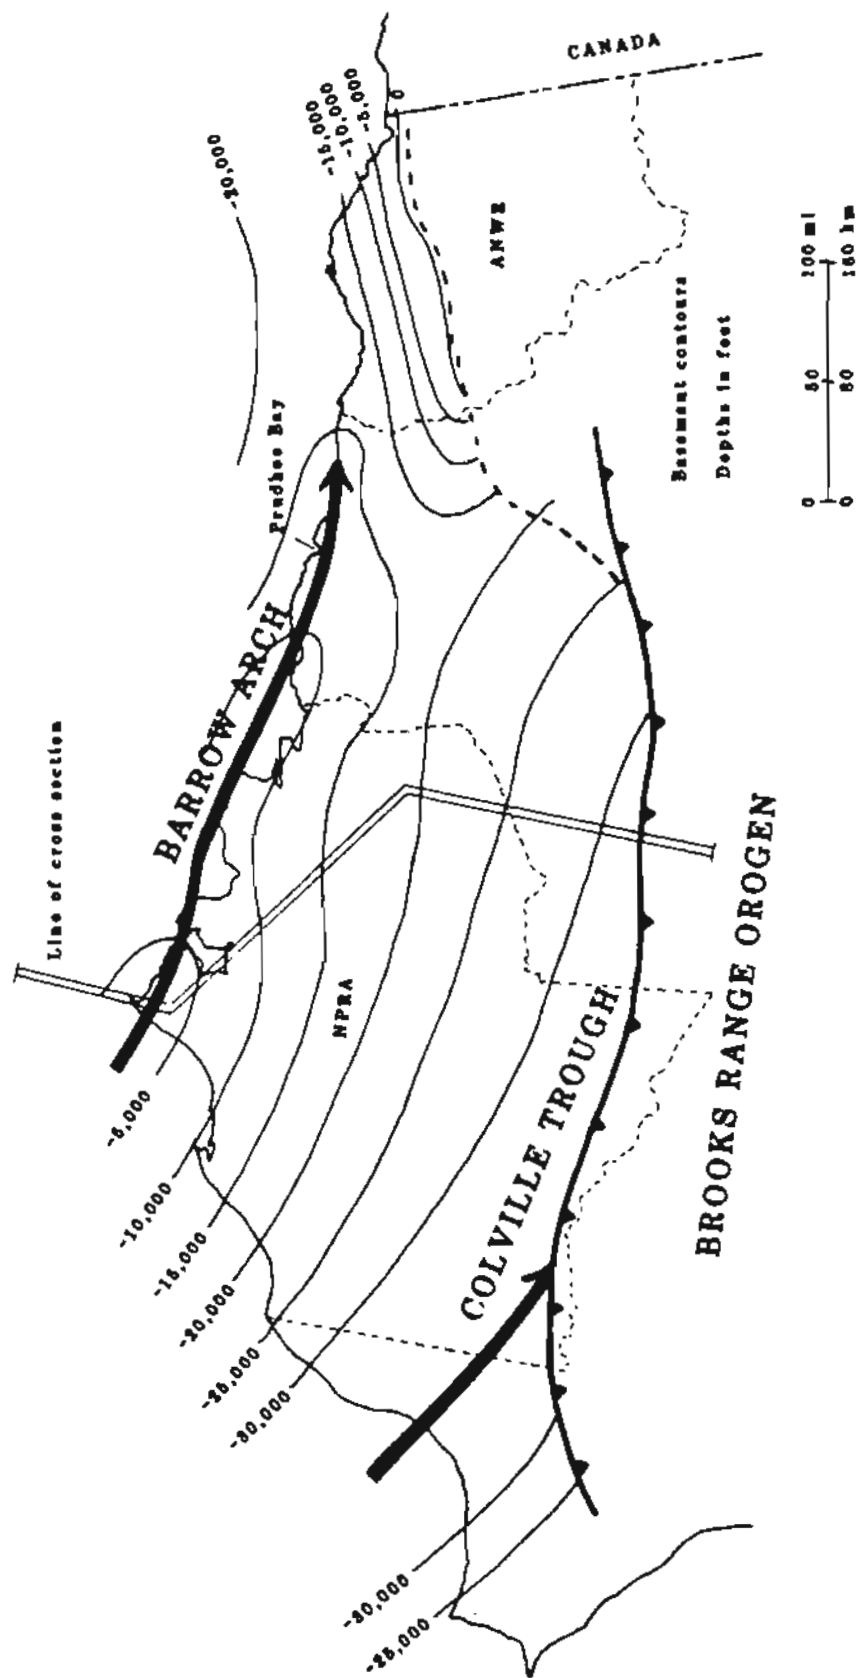 Line of cross section
BARROW ARCH
Prudhoe Bay
-20,000
-15,000
-10,000
-5,000
0
CANADA
ANWR
NPRA
-5,000
-10,000
-15,000
-20,000
-25,000
-30,000
-30,000
-25,000
COLVILLE TROUGH
BROOKS RANGE OROGEN
Basement contours
Depths in feet
0 50 100 mi
0 80 160 km